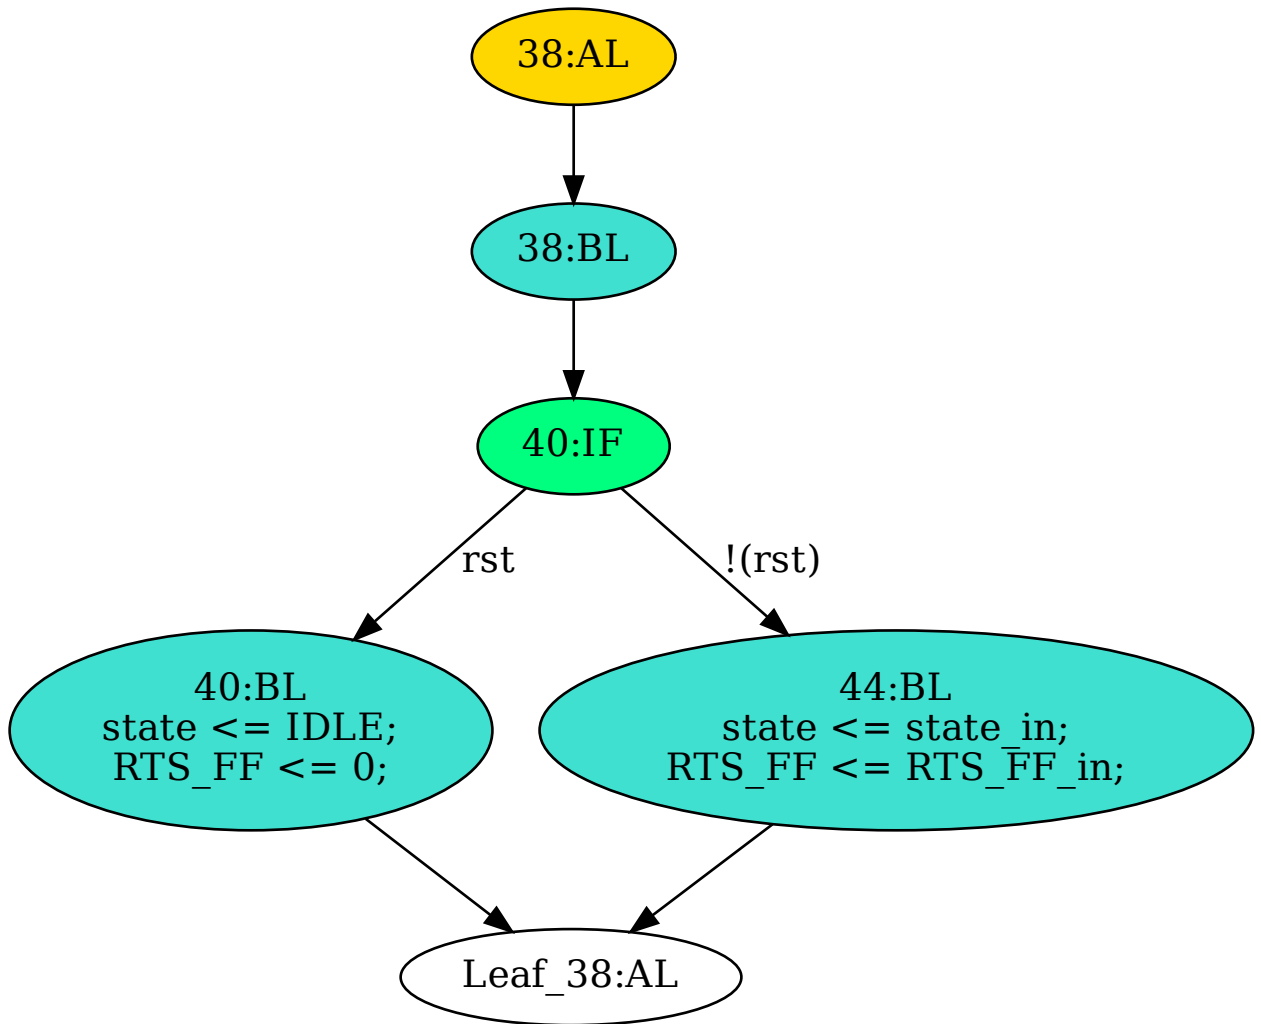 38:AL
38:BL
40:IF
rst
!(rst)
40:BL
state <= IDLE;
RTS_FF <= 0;
44:BL
state <= state_in;
RTS_FF <= RTS_FF_in;
Leaf_38:AL